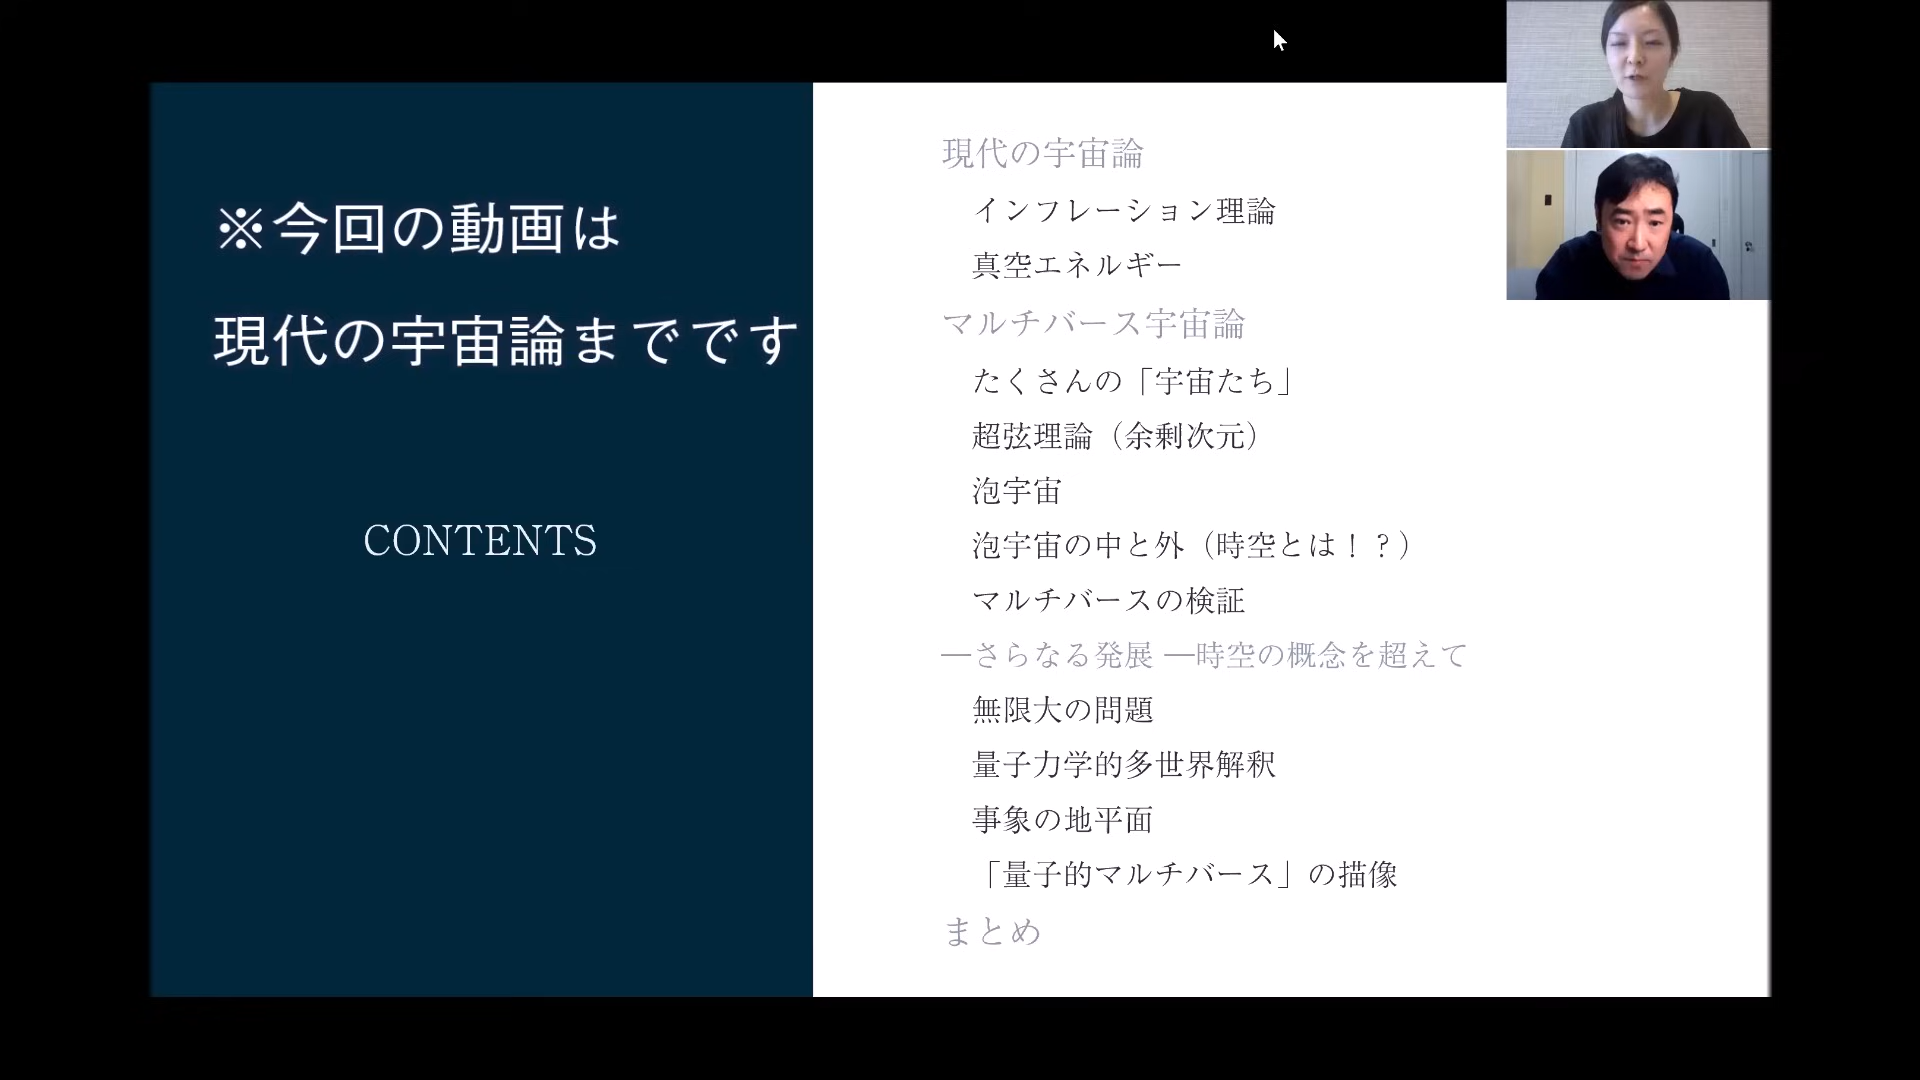 ※今回の動画は
現代の宇宙論までです
CONTENTS
現代の宇宙論
インフレーション理論
真空エネルギー
マルチバース宇宙論
たくさんの「宇宙たち」
超弦理論（余剰次元）
泡宇宙
泡宇宙の中と外（時空とは！？）
マルチバースの検証
―さらなる発展 ―時空の概念を超えて
無限大の問題
量子力学的多世界解釈
事象の地平面
「量子的マルチバース」の描像
まとめ